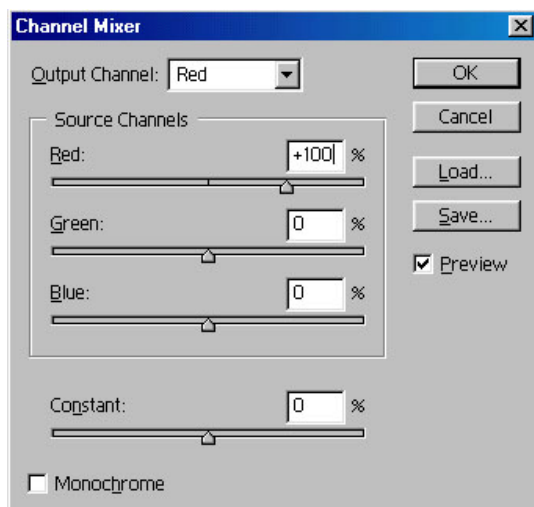 Channel Mixer
Output Channel: Red
OK
Cancel
Load...
Save...
Preview
Source Channels
Red: +100 %
Green: 0 %
Blue: 0 %
Constant: 0 %
Monochrome